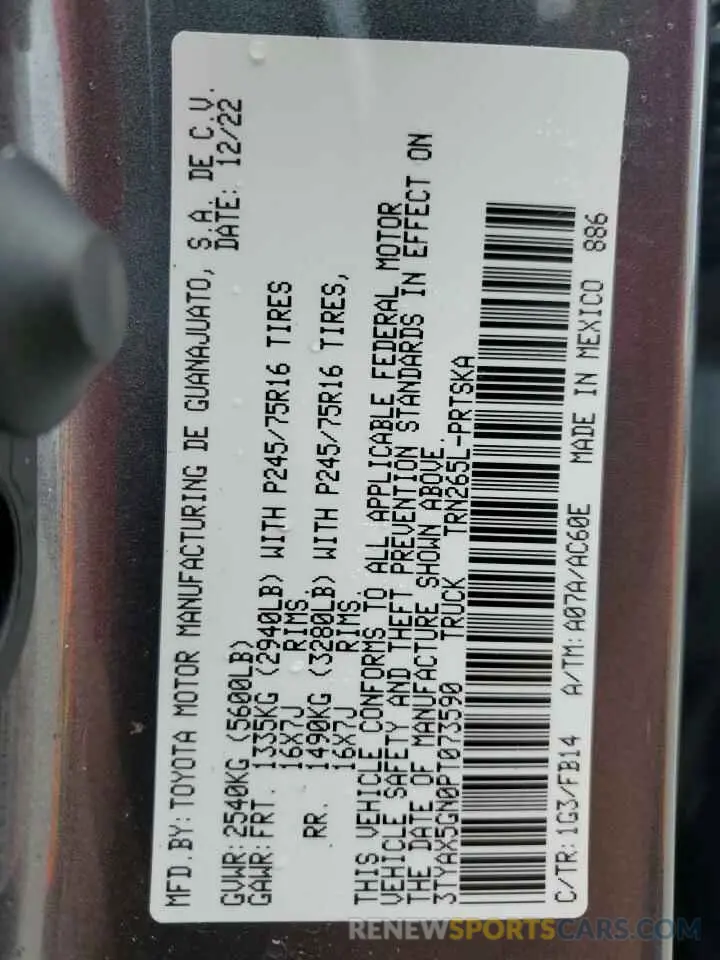 MFD.BY: TOYOTA MOTOR MANUFACTURING DE GUANAJUATO, S.A. DE C.V.
DATE: 12/22
GVWR: 2540KG (5600LB)
GAWR: FRT. 1335KG (2940LB) WITH P245/75R16 TIRES
16X7J RIMS.
RR. 1490KG (3280LB) WITH P245/75R16 TIRES,
16X7J RIMS.
THIS VEHICLE CONFORMS TO ALL APPLICABLE FEDERAL MOTOR
VEHICLE SAFETY AND THEFT PREVENTION STANDARDS IN EFFECT ON
THE DATE OF MANUFACTURE SHOWN ABOVE.
3TYAX5GN0PT073590 TRUCK TRN265L-PRTSKA
C/TR: 1G3/FB14 A/TM: A07A/AC60E MADE IN MEXICO 886
RENEWSPORTSCARS.COM